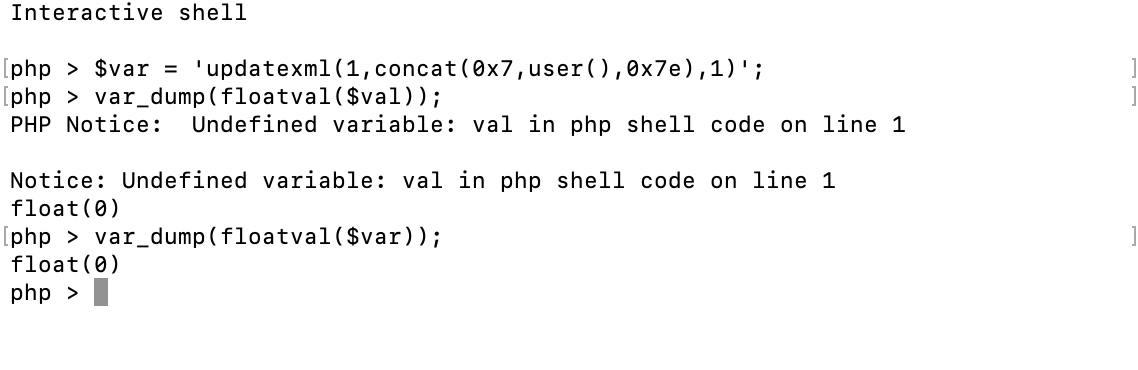 Interactive shell
[php > $var = 'updatexml(1,concat(0x7,user(),0x7e),1)'; ]
[php > var_dump(floatval($val)); ]
PHP Notice:  Undefined variable: val in php shell code on line 1
Notice: Undefined variable: val in php shell code on line 1
float(0)
[php > var_dump(floatval($var)); ]
float(0)
php >